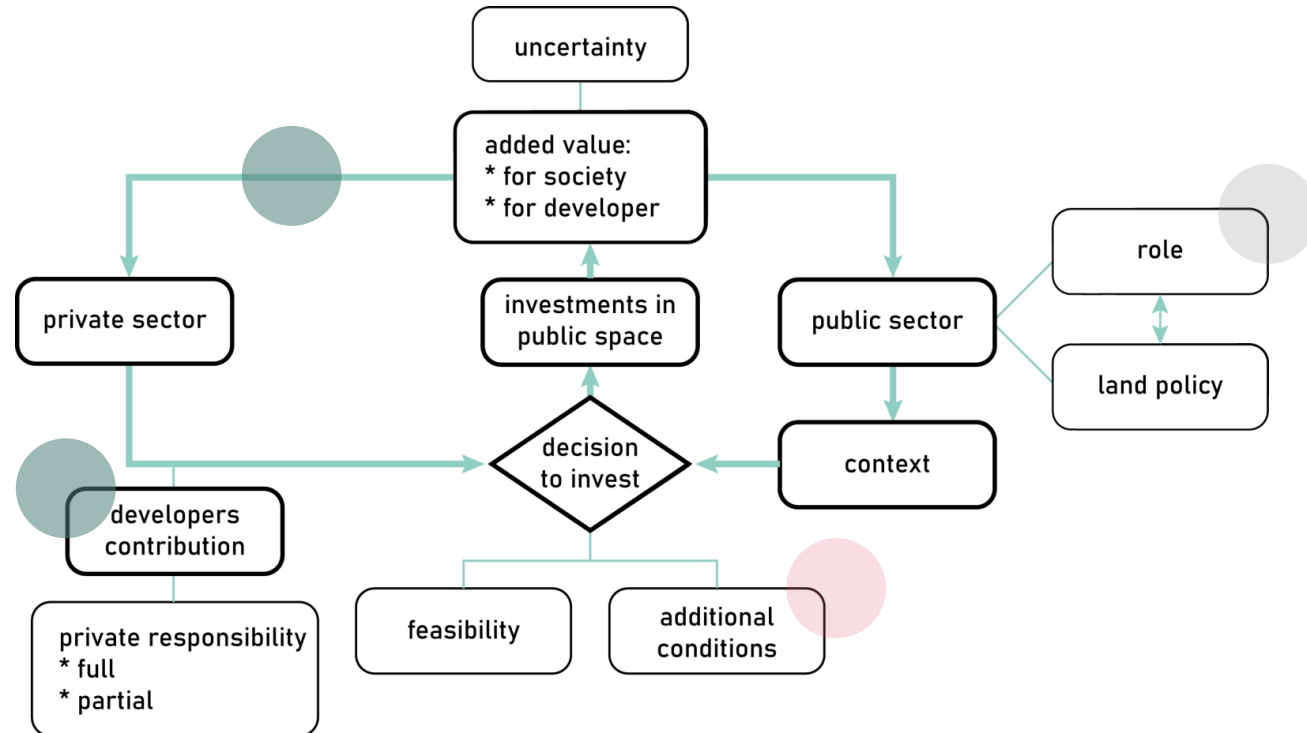 uncertainty
added value:
* for society
* for developer
role
private sector
investments in
public space
public sector
land policy
decision
to invest
context
developers
contribution
private responsibility
* full
* partial
feasibility
additional
conditions